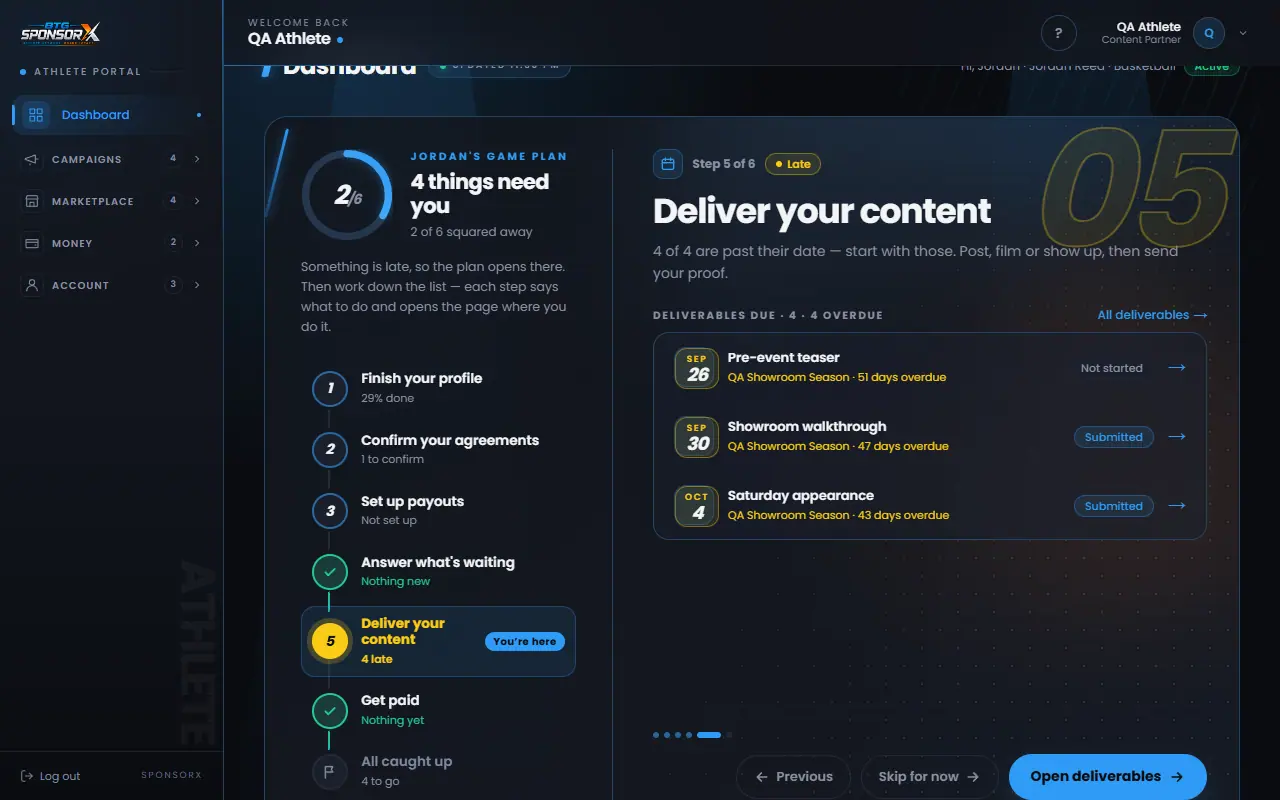 BTG
SPONSORX
ATHLETE PORTAL
Dashboard
CAMPAIGNS 4
MARKETPLACE 4
MONEY 2
ACCOUNT 3
ATHLETE
Log out
SPONSORX
WELCOME BACK
QA Athlete
?
QA Athlete
Content Partner
Q
Dashboard
Hi, Jordan · Jordan Reed · Basketball
Active
2/6
JORDAN'S GAME PLAN
4 things need
you
2 of 6 squared away
Something is late, so the plan opens there.
Then work down the list — each step says
what to do and opens the page where you
do it.
1
Finish your profile
29% done
2
Confirm your agreements
1 to confirm
3
Set up payouts
Not set up
Answer what's waiting
Nothing new
5
Deliver your
content
4 late
You're here
Get paid
Nothing yet
All caught up
4 to go
Step 5 of 6
Late
05
Deliver your content
4 of 4 are past their date — start with those. Post, film or show up, then send
your proof.
DELIVERABLES DUE · 4 · 4 OVERDUE
All deliverables →
SEP
26
Pre-event teaser
QA Showroom Season · 51 days overdue
Not started →
SEP
30
Showroom walkthrough
QA Showroom Season · 47 days overdue
Submitted →
OCT
4
Saturday appearance
QA Showroom Season · 43 days overdue
Submitted →
← Previous
Skip for now →
Open deliverables →